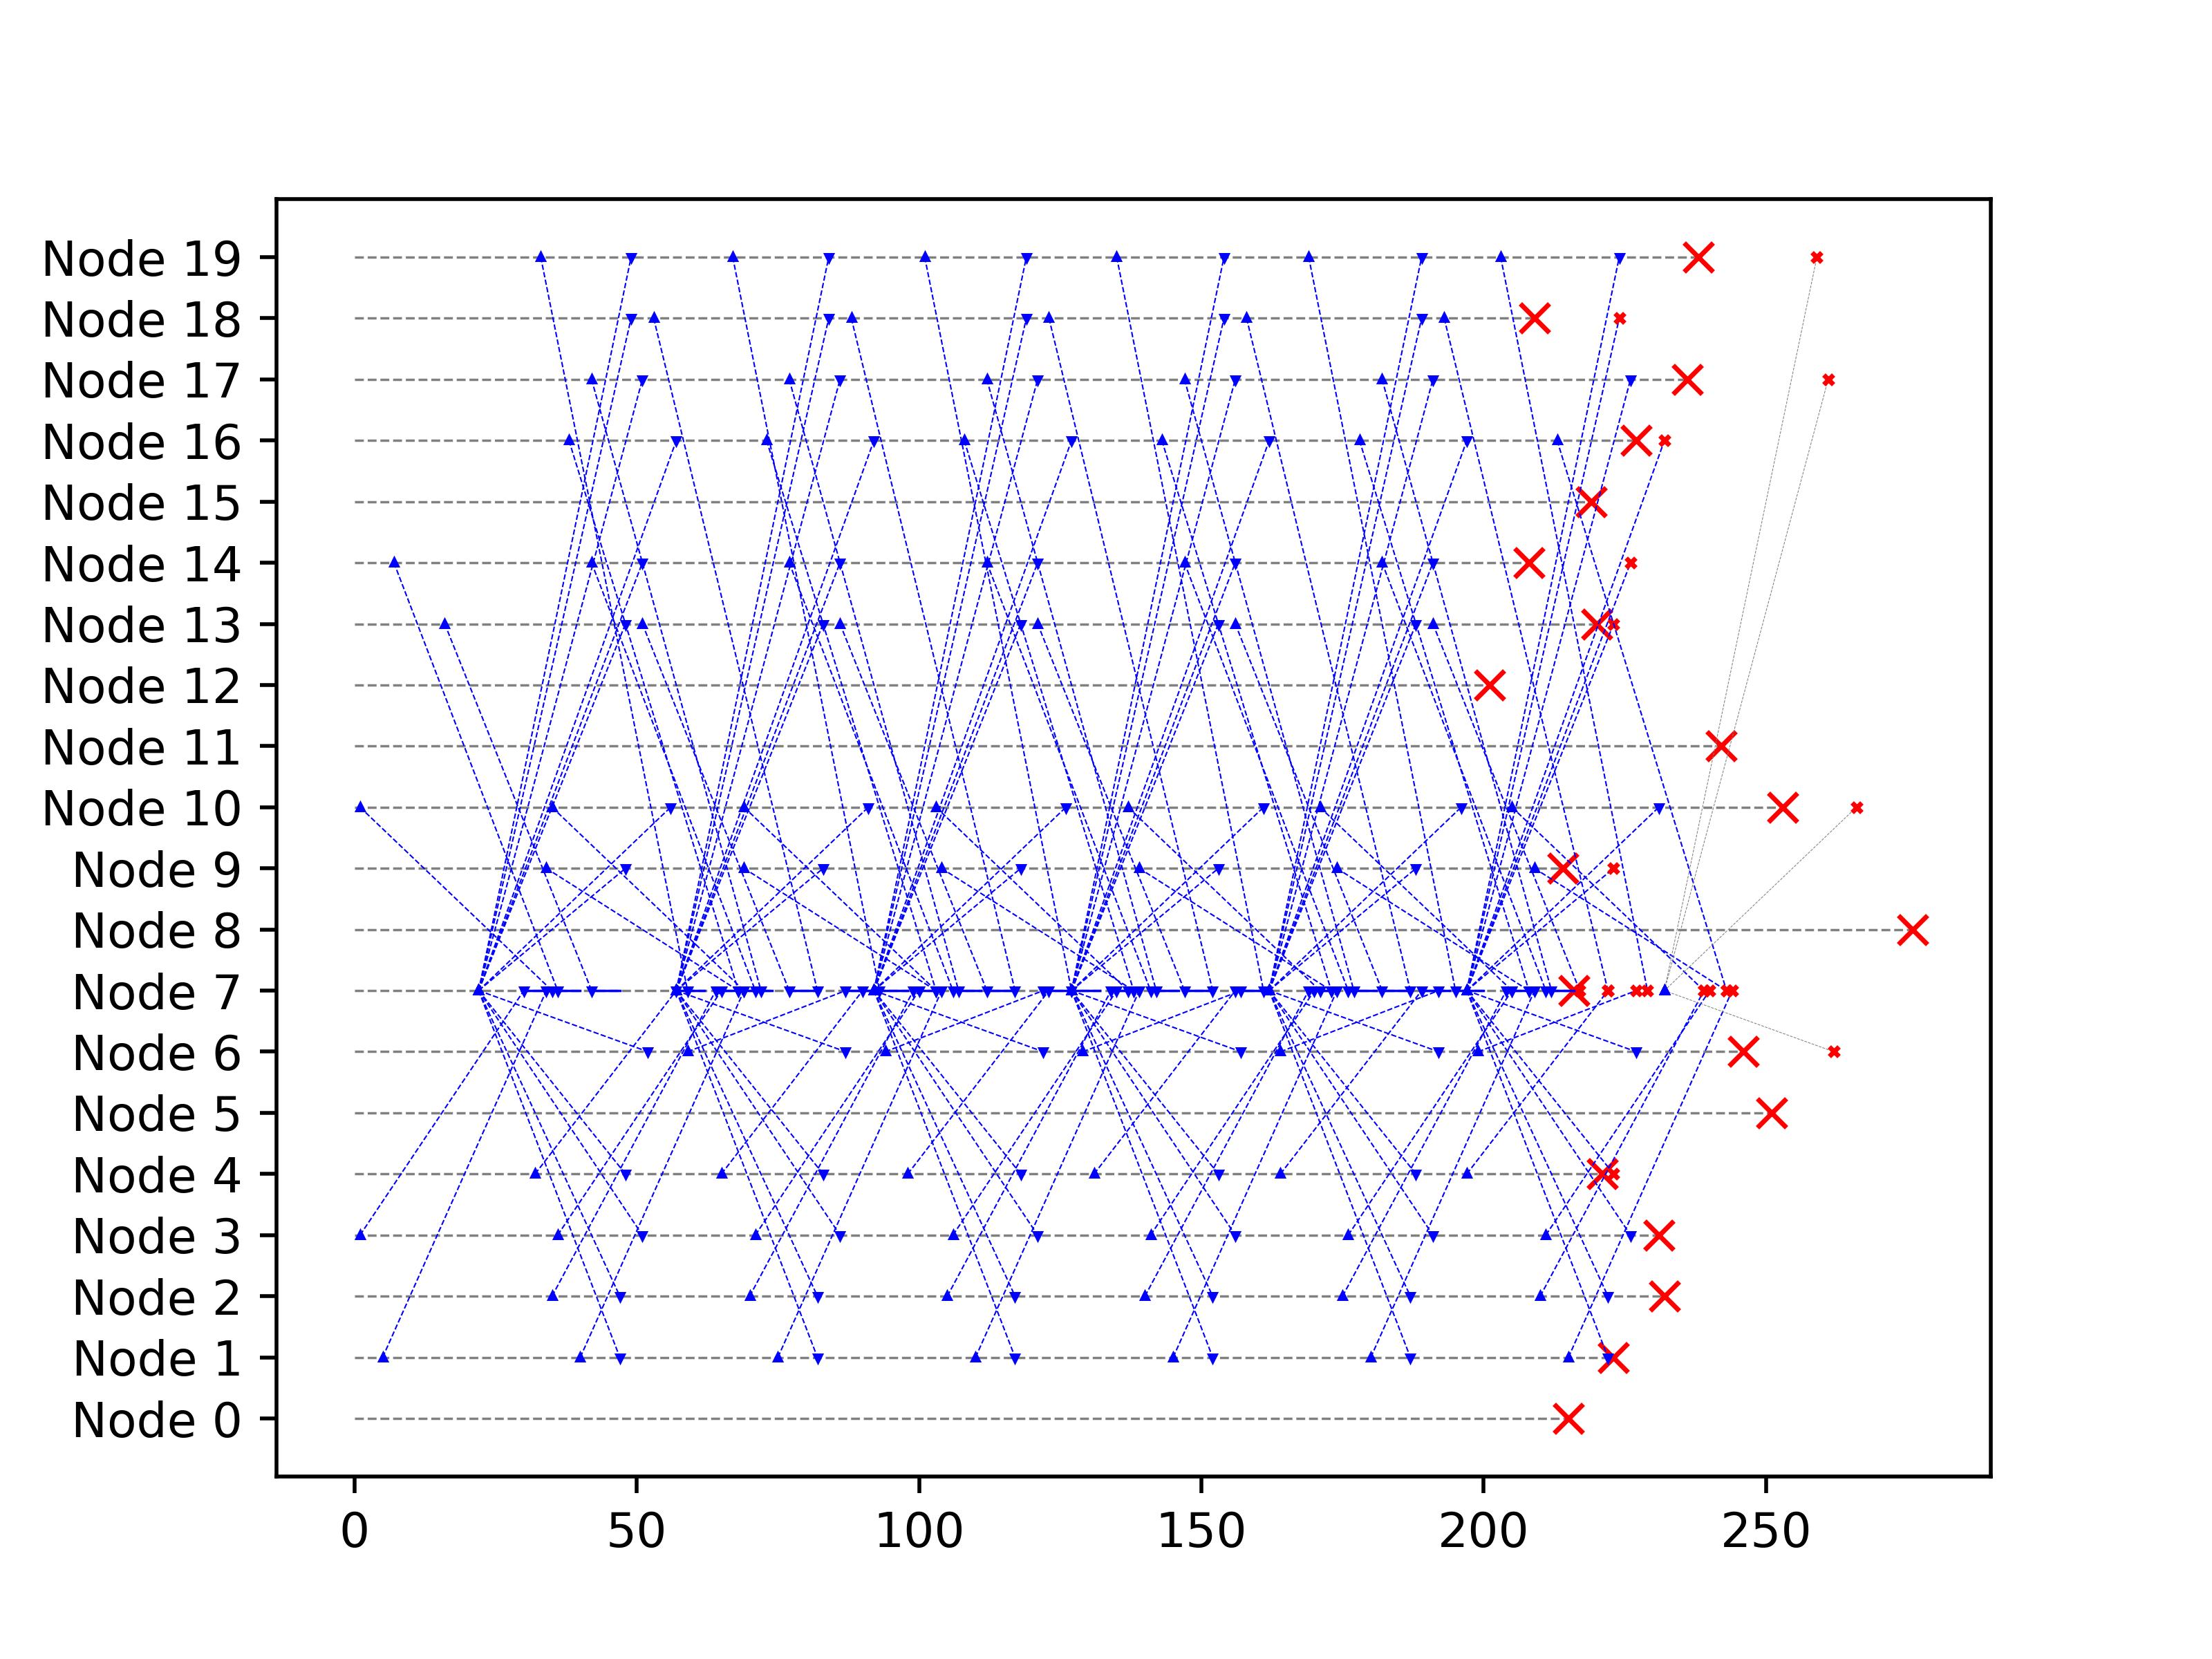 Node 19
Node 18
Node 17
Node 16
Node 15
Node 14
Node 13
Node 12
Node 11
Node 10
Node 9
Node 8
Node 7
Node 6
Node 5
Node 4
Node 3
Node 2
Node 1
Node 0
0 50 100 150 200 250